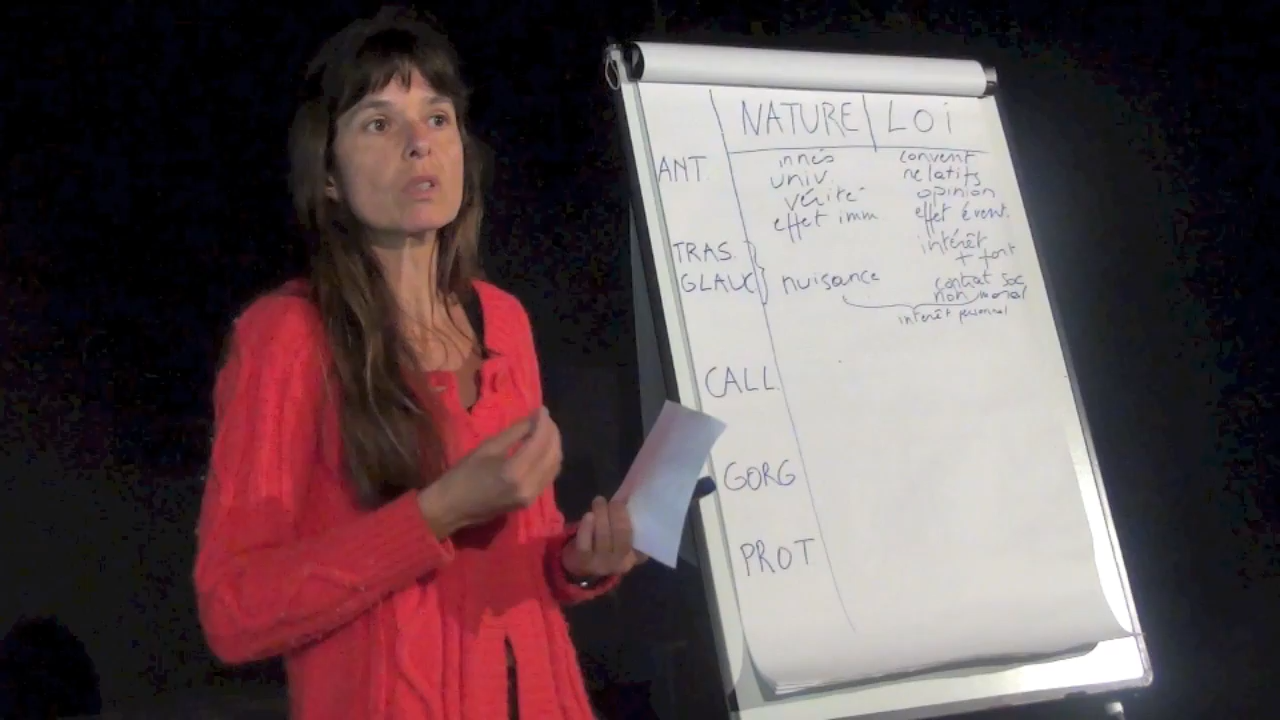 NATURE | LOI
ANT. innés convent
univ. relatifs
vérité opinion
effet imm. effet évent.
TRAS. intérêt + fort
GLAUC nuisance contrat soc
non moral
intérêt personnel
CALL.
GORG
PROT